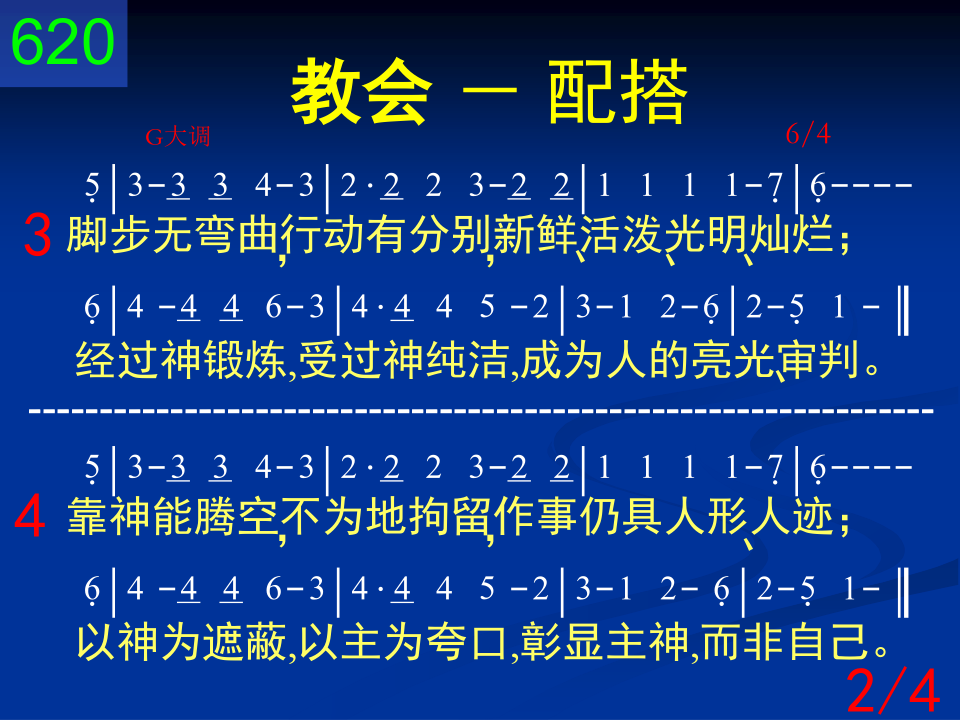 620
教会 － 配搭
G大调
6/4
5̣|3-3̲ 3̲ 4-3|2·2̲ 2 3-2̲ 2̲|1 1 1 1-7̣|6̣----
3 脚步无弯曲,行动有分别,新鲜、活泼、光明、灿烂；
6̣|4 -4̲ 4̲ 6-3|4·4̲ 4 5 -2|3-1 2-6̣|2-5̣ 1 -‖
经过神锻炼,受过神纯洁,成为人的亮光、审判。
----------------------------------------------------------------
5̣|3-3̲ 3̲ 4-3|2·2̲ 2 3-2̲ 2̲|1 1 1 1-7̣|6̣----
4 靠神能腾空,不为地拘留,作事仍具人形、人迹；
6̣|4 -4̲ 4̲ 6-3|4·4̲ 4 5 -2|3-1 2- 6̣|2-5̣ 1-‖
以神为遮蔽,以主为夸口,彰显主神,而非自己。
2/4